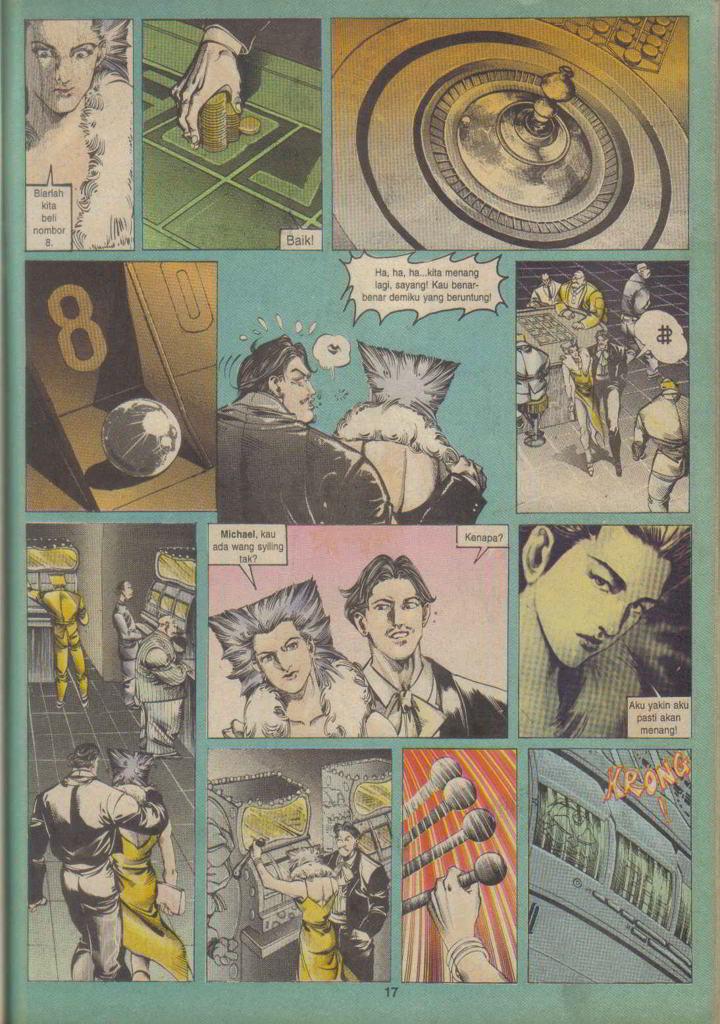 Biarlah
kita
beli
nombor
8.
Baik!
8
0
Ha, ha, ha...kita menang
lagi, sayang! Kau benar-
benar demiku yang beruntung!
#
Michael, kau
ada wang syiling
tak?
Kenapa?
Aku yakin aku
pasti akan
menang!
KRONG
!
17